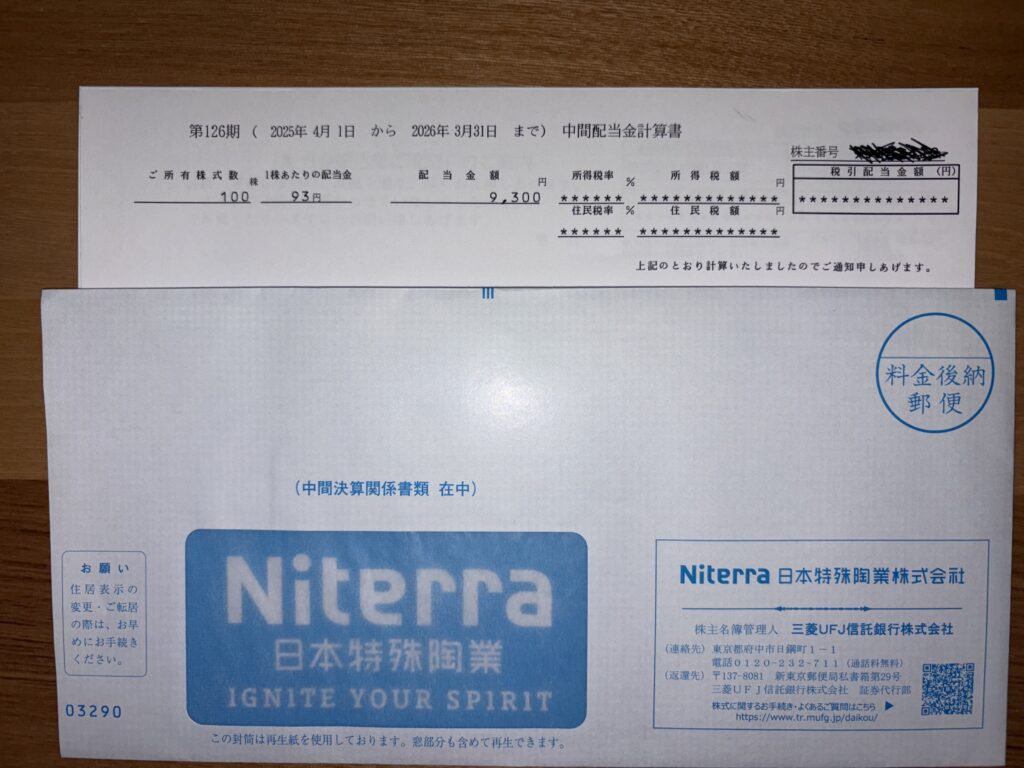 第126期 ( 2025年 4月 1日 から 2026年 3月31日 まで) 中間配当金計算書
株主番号
ご所有株式数 株 1株あたりの配当金 配当金額 円 所得税率 % 所得税額 円 税引配当金額 (円)
100 93円 9,300 ****** ************* **************
住民税率 % 住民税額 円
****** *************
上記のとおり計算いたしましたのでご通知申しあげます。
料金後納
郵便
(中間決算関係書類 在中)
お願い
住居表示の
変更・ご転居
の際は、お早
めにお手続き
ください。
03290
Niterra
日本特殊陶業
IGNITE YOUR SPIRIT
この封筒は再生紙を使用しております。窓部分も含めて再生できます。
Niterra 日本特殊陶業株式会社
株主名簿管理人 三菱UFJ信託銀行株式会社
(連絡先) 東京都府中市日鋼町1-1
電話0120-232-711 (通話料無料)
(返還先) 〒137-8081 新東京郵便局私書箱第29号
三菱UFJ信託銀行株式会社 証券代行部
株式に関するお手続き・よくあるご質問はこちら ▶
https://www.tr.mufg.jp/daikou/